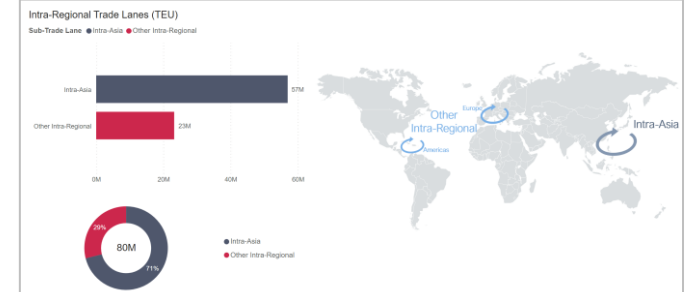 Intra-Regional Trade Lanes (TEU)
Sub-Trade Lane Intra-Asia Other Intra-Regional
Intra-Asia
57M
Other Intra-Regional
23M
0M 20M 40M 60M
Europe
Other
Intra-Regional
Americas
Intra-Asia
29%
80M
71%
Intra-Asia
Other Intra-Regional